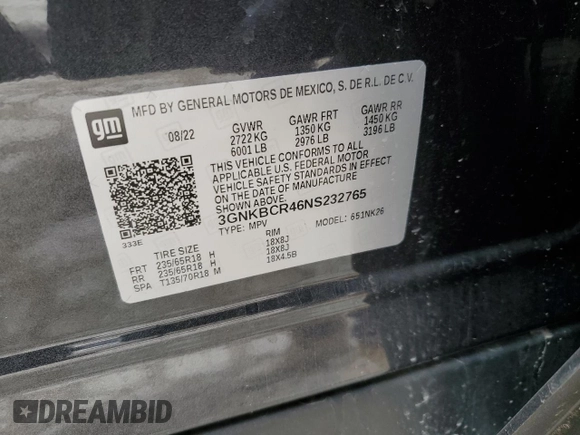 MFD BY GENERAL MOTORS DE MEXICO, S. DE R.L. DE C.V.
gm
08/22 GVWR GAWR FRT GAWR RR
2722 KG 1350 KG 1450 KG
6001 LB 2976 LB 3196 LB
THIS VEHICLE CONFORMS TO ALL
APPLICABLE U.S. FEDERAL MOTOR
VEHICLE SAFETY STANDARDS IN EFFECT
ON THE DATE OF MANUFACTURE
SHOWN ABOVE.
3GNKBCR46NS232765
333E TYPE: MPV MODEL: 651NK26
TIRE SIZE RIM
FRT 235/65R18 H 18X8J
RR 235/65R18 H 18X8J
SPA T135/70R18 M 18X4.5B
DREAMBID